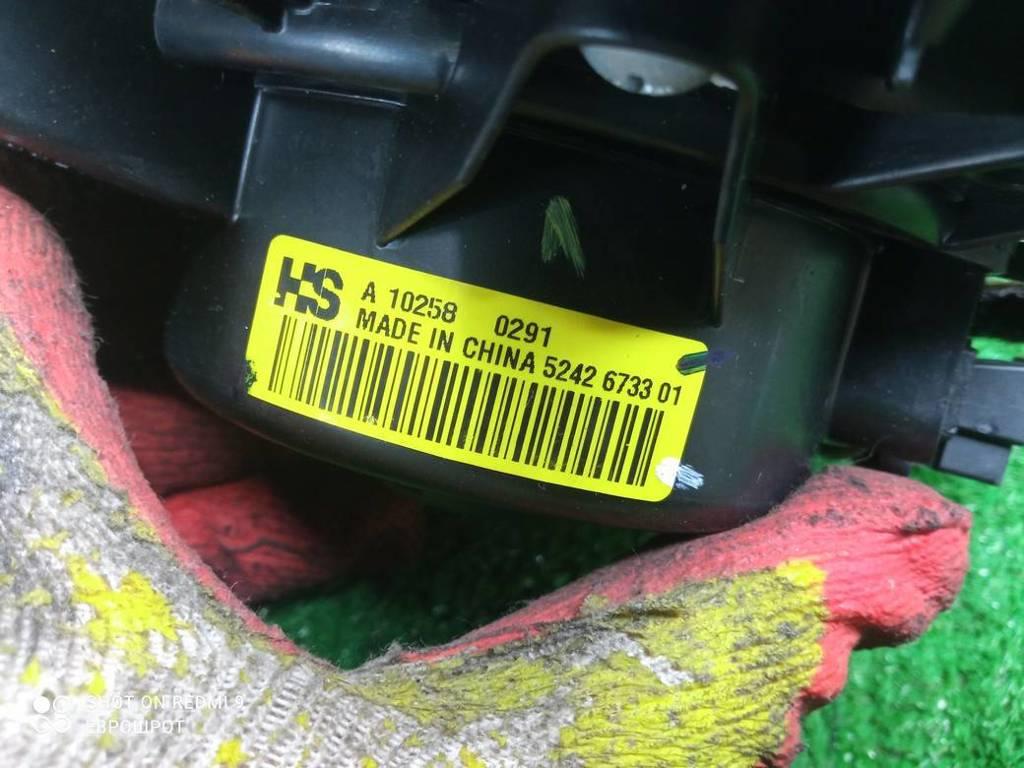 HS A 10258 0291
MADE IN CHINA 5242 6733 01
SHOT ON REDMI 9
ЕВРОШРОТ